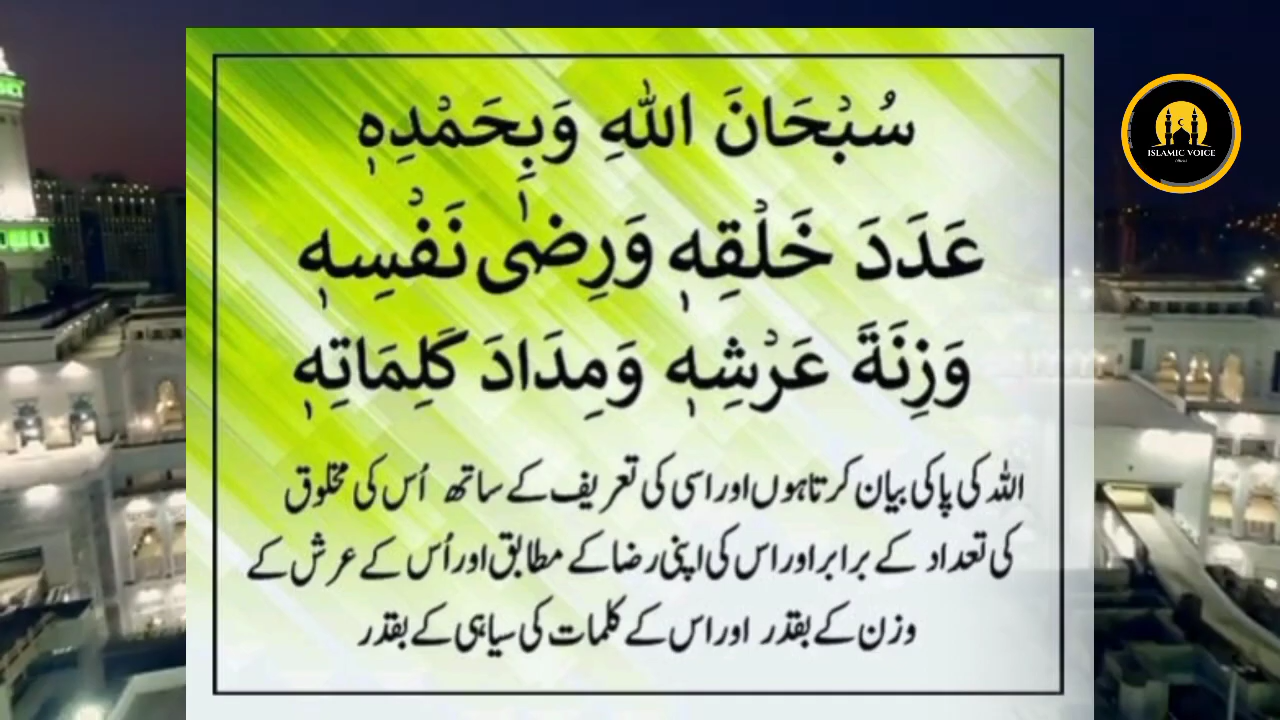 سُبْحَانَ اللهِ وَبِحَمْدِهٖ
عَدَدَ خَلْقِهٖ وَرِضٰى نَفْسِهٖ
وَزِنَةَ عَرْشِهٖ وَمِدَادَ كَلِمَاتِهٖ
اللہ کی پاکی بیان کرتا ہوں اور اسی کی تعریف کے ساتھ اُس کی مخلوق
کی تعداد کے برابر اور اس کی اپنی رضا کے مطابق اور اُس کے عرش کے
وزن کے بقدر اور اس کے کلمات کی سیاہی کے بقدر
ISLAMIC VOICE